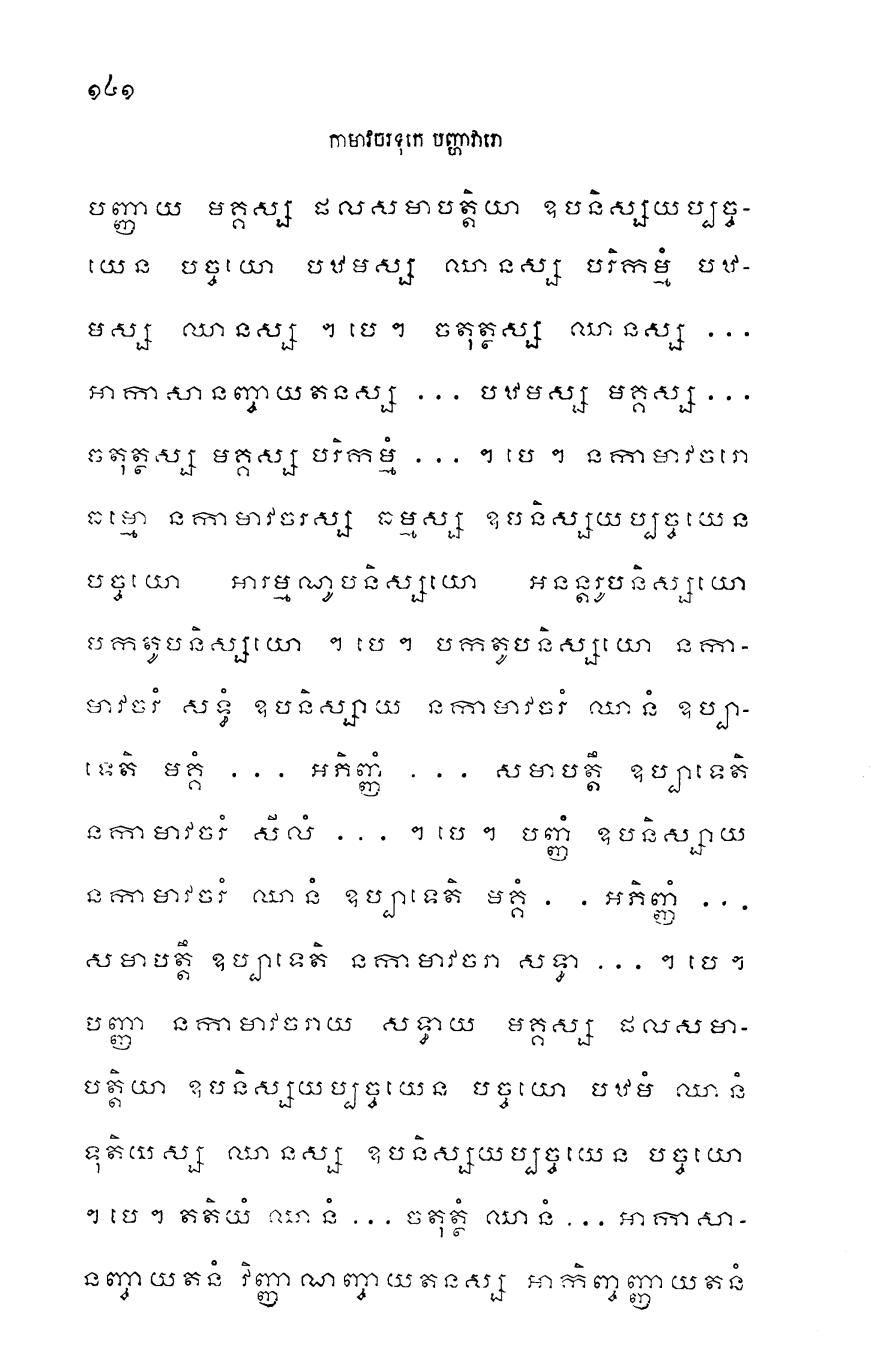 ១៤១
កាមាវចរទុកេ បញ្ហាវារោ
បញ្ញាយ មគ្គស្ស ផលសមាបត្តិយា ឧបនិស្សយប្បច្ច-
យេន បច្ចយោ បឋមស្ស ឈានស្ស បរិកម្មំ បឋ-
មស្ស ឈានស្ស ។ បេ ។ ចតុត្ថស្ស ឈានស្ស ...
អាកាសានញ្ចាយតនស្ស ... បឋមស្ស មគ្គស្ស ...
ចតុត្ថស្ស មគ្គស្ស បរិកម្មំ ... ។ បេ ។ នកាមាវចរោ
ធម្មោ នកាមាវចរស្ស ធម្មស្ស ឧបនិស្សយប្បច្ចយេន
បច្ចយោ អារម្មណូបនិស្សយោ អនន្តរូបនិស្សយោ
បកតូបនិស្សយោ ។ បេ ។ បកតូបនិស្សយោ នកា-
មាវចរំ សទ្ធំ ឧបនិស្សាយ នកាមាវចរំ ឈានំ ឧប្បា-
ទេតិ មគ្គំ ... អភិញ្ញំ ... សមាបត្តឹ ឧប្បាទេតិ
នកាមាវចរំ សីលំ ... ។ បេ ។ បញ្ញំ ឧបនិស្សាយ
នកាមាវចរំ ឈានំ ឧប្បាទេតិ មគ្គំ . . អភិញ្ញំ ...
សមាបត្តឹ ឧប្បាទេតិ នកាមាវចរា សទ្ធា ... ។ បេ ។
បញ្ញា នកាមាវចរាយ សទ្ធាយ មគ្គស្ស ផលសមា-
បត្តិយា ឧបនិស្សយប្បច្ចយេន បច្ចយោ បឋមំ ឈានំ
ទុតិយស្ស ឈានស្ស ឧបនិស្សយប្បច្ចយេន បច្ចយោ
។ បេ ។ តតិយំ ឈានំ ... ចតុត្ថំ ឈានំ ... អាកាសា-
នញ្ចាយតនំ វិញ្ញាណញ្ចាយតនស្ស អាកិញ្ចញ្ញាយតនំ